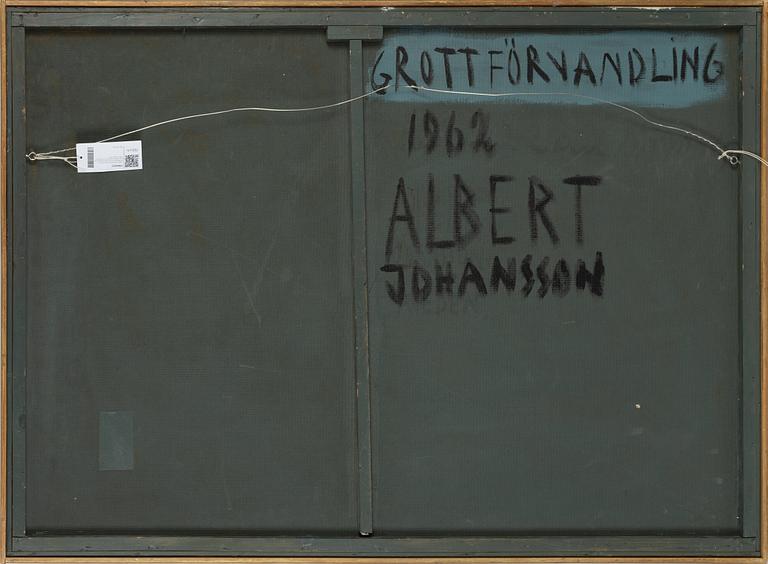 GROTTFÖRVANDLING
1962
ALBERT
JOHANSSON